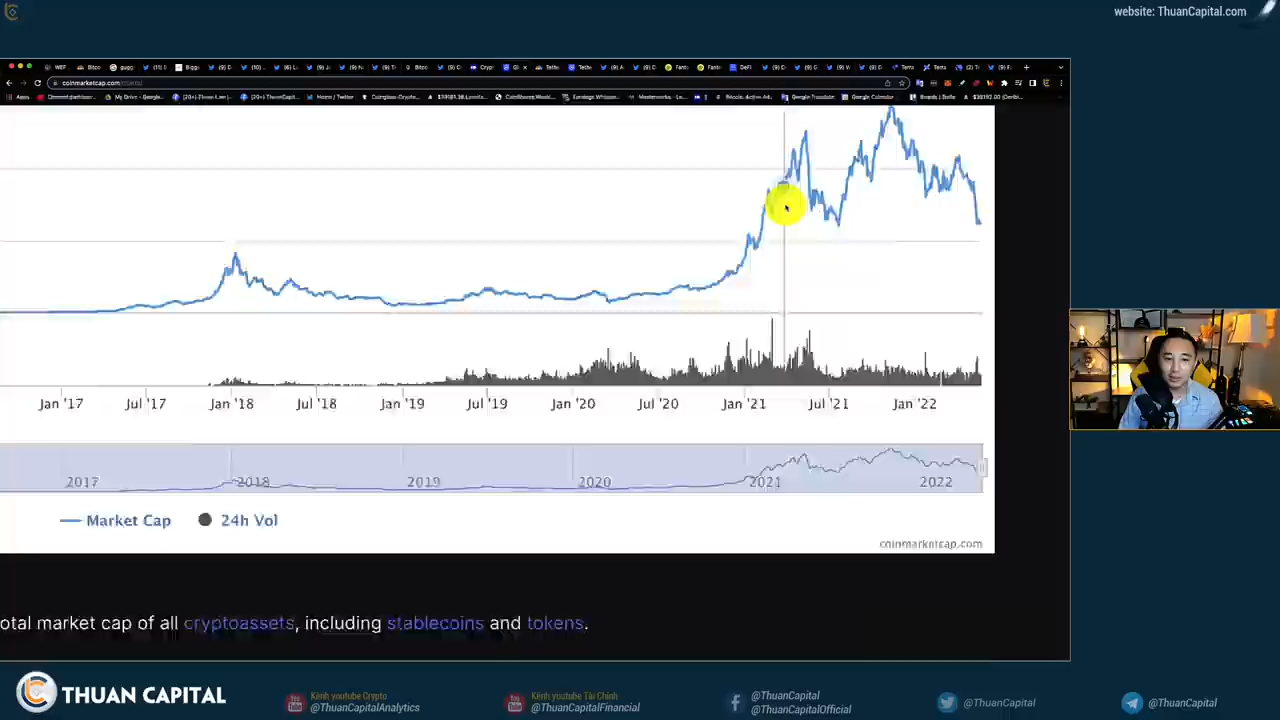 website: ThuanCapital.com
coinmarketcap.com
Jan '17
Jul '17
Jan '18
Jul '18
Jan '19
Jul '19
Jan '20
Jul '20
Jan '21
Jul '21
Jan '22
2017
2018
2019
2020
2021
2022
Market Cap
24h Vol
coinmarketcap.com
otal market cap of all cryptoassets, including stablecoins and tokens.
THUAN CAPITAL
Kênh youtube Crypto
@ThuanCapitalAnalytics
Kênh youtube Tài Chính
@ThuanCapitalFinancial
@ThuanCapital
@ThuanCapitalOfficial
@ThuanCapital
@ThuanCapital